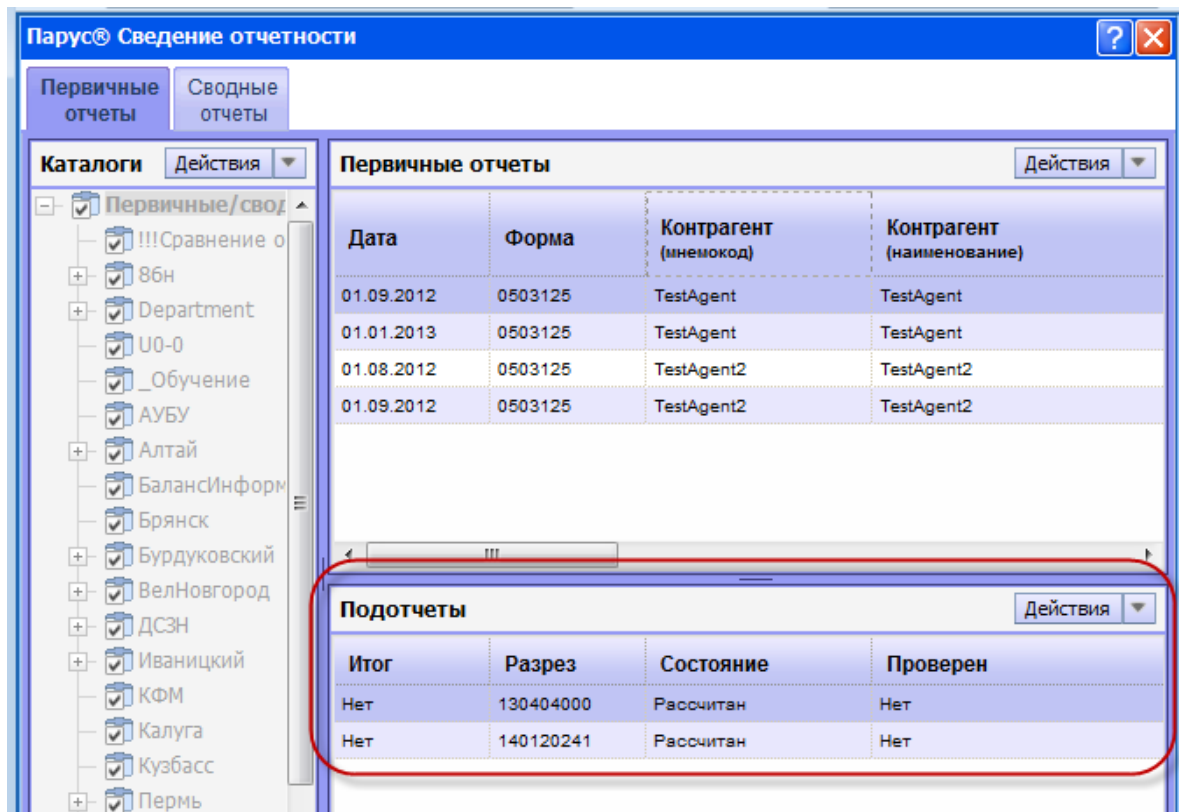 Парус® Сведение отчетности
?
Первичные отчеты
Сводные отчеты
Каталоги Действия
Первичные/свод
!!!Сравнение о
86н
Department
U0-0
_Обучение
АУБУ
Алтай
БалансИнформ
Брянск
Бурдуковский
ВелНовгород
ДСЗН
Иваницкий
КФМ
Калуга
Кузбасс
Пермь
Первичные отчеты Действия
Дата Форма Контрагент (мнемокод) Контрагент (наименование)
01.09.2012 0503125 TestAgent TestAgent
01.01.2013 0503125 TestAgent TestAgent
01.08.2012 0503125 TestAgent2 TestAgent2
01.09.2012 0503125 TestAgent2 TestAgent2
Подотчеты Действия
Итог Разрез Состояние Проверен
Нет 130404000 Рассчитан Нет
Нет 140120241 Рассчитан Нет